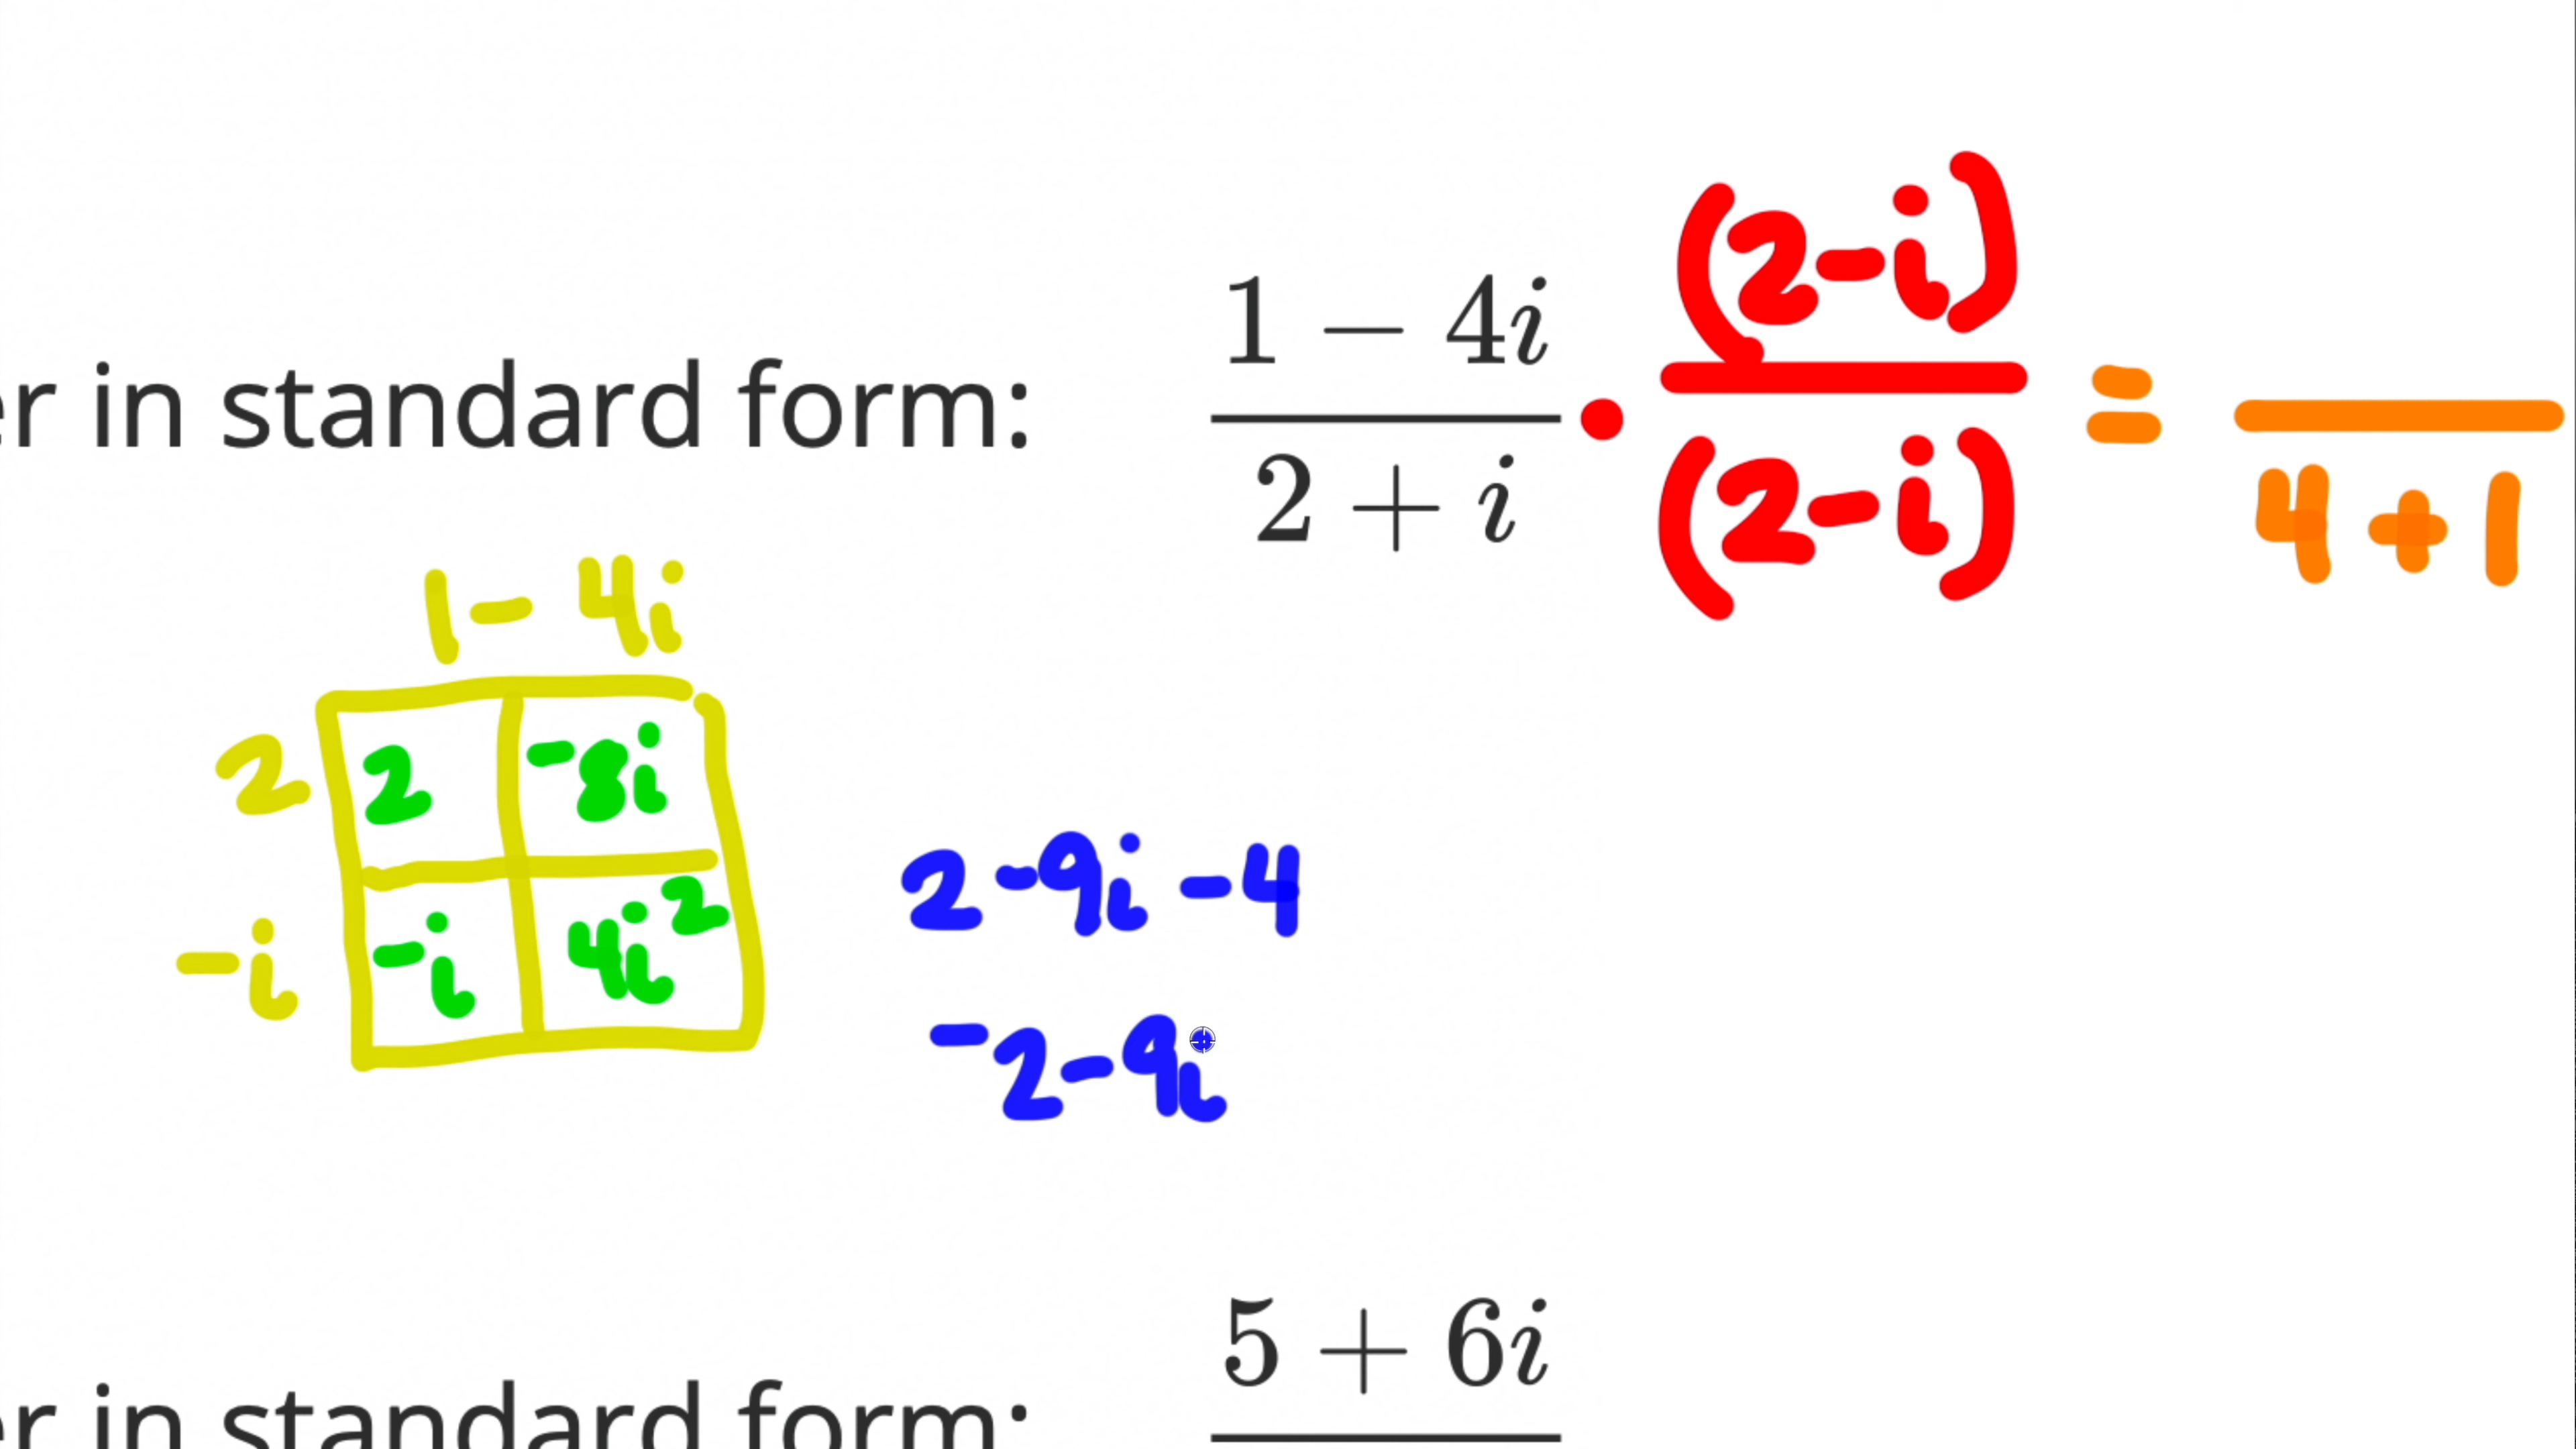 er in standard form: 1 − 4i / 2 + i · (2-i) / (2-i) = / 4+1
1- 4i
2 2 -8i
-i -i 4i²
2 -9i -4
-2-9i
er in standard form: 5 + 6i